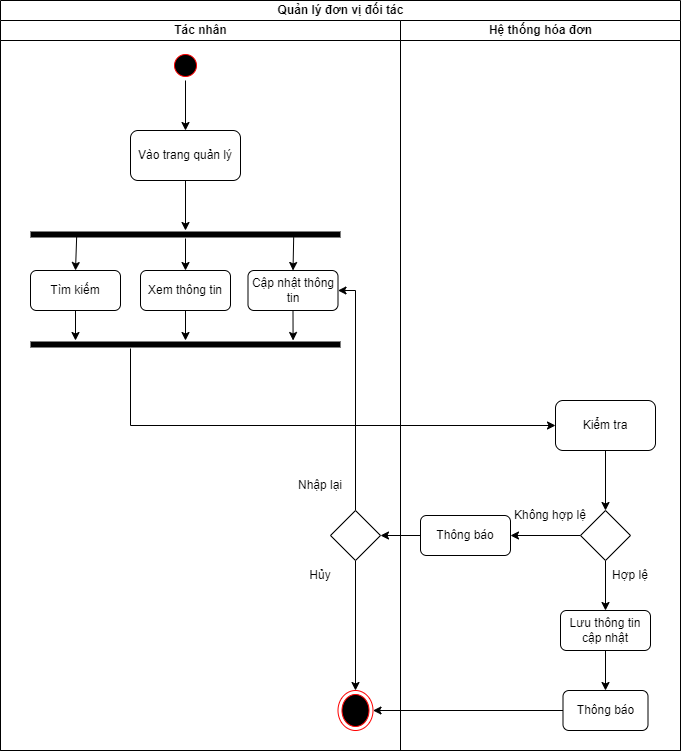 Quản lý đơn vị đối tác
Tác nhân
Hệ thống hóa đơn
Vào trang quản lý
Tìm kiếm
Xem thông tin
Cập nhật thông
tin
Kiểm tra
Nhập lại
Không hợp lệ
Thông báo
Hủy
Hợp lệ
Lưu thông tin
cập nhật
Thông báo